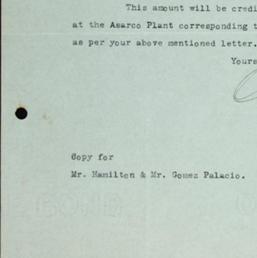 This amount will be credi
at the Asarco Plant corresponding t
as per your above mentioned letter.
Yours
Copy for
Mr. Hamilton & Mr. Gomez Palacio.